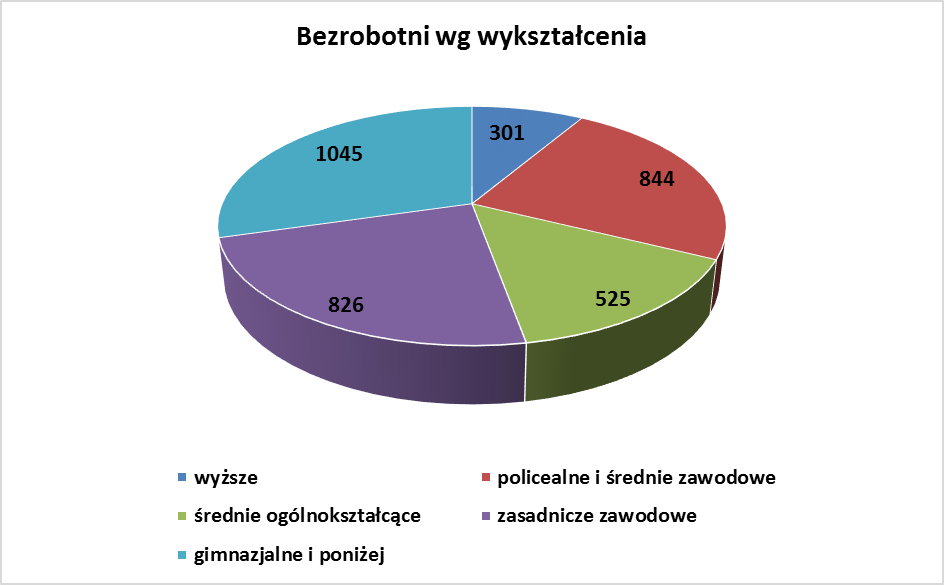 Bezrobotni wg wykształcenia
301
1045
844
525
826
wyższe
policealne i średnie zawodowe
średnie ogólnokształcące
zasadnicze zawodowe
gimnazjalne i poniżej